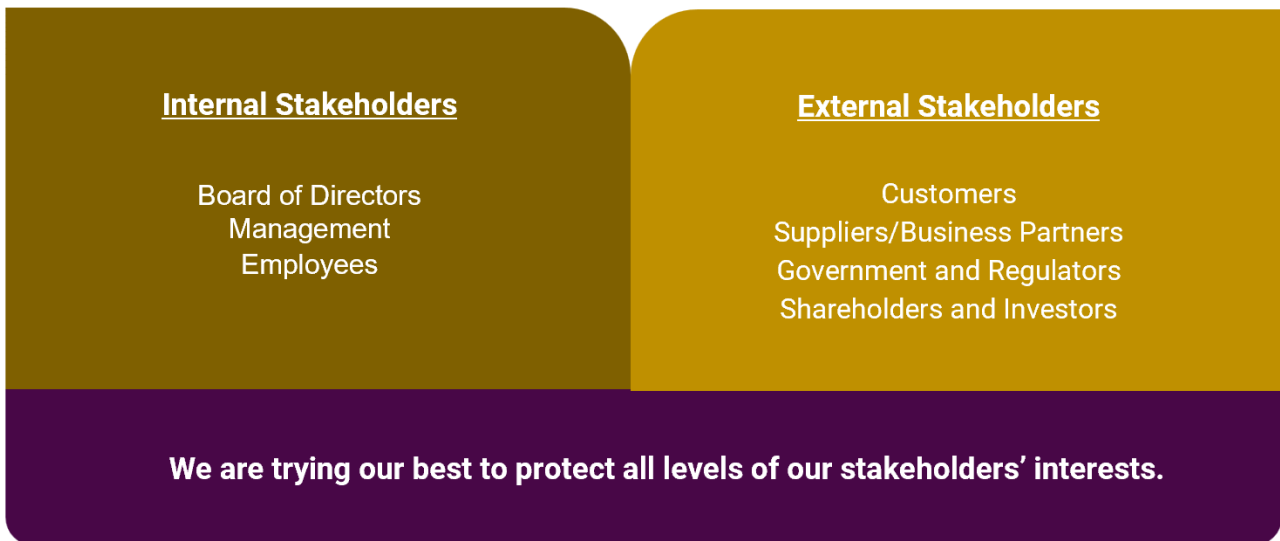 Internal Stakeholders
Board of Directors
Management
Employees
External Stakeholders
Customers
Suppliers/Business Partners
Government and Regulators
Shareholders and Investors
We are trying our best to protect all levels of our stakeholders’ interests.